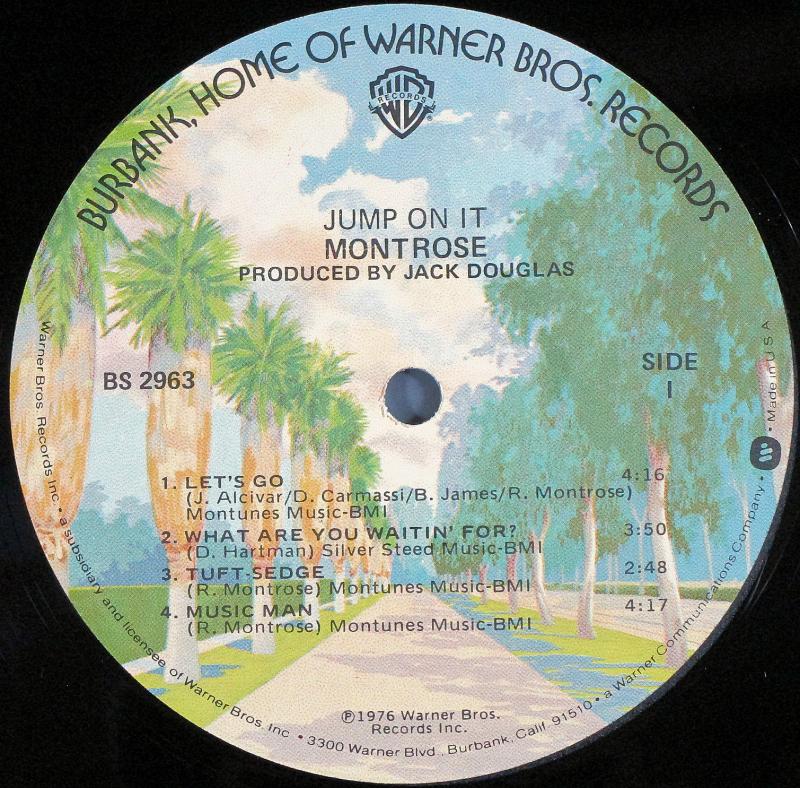 BURBANK, HOME OF WARNER BROS. RECORDS
WB
RECORDS
®
JUMP ON IT
MONTROSE
PRODUCED BY JACK DOUGLAS
BS 2963
SIDE
I
1. LET'S GO 4:16
(J. Alcivar/D. Carmassi/B. James/R. Montrose)
Montunes Music-BMI
2. WHAT ARE YOU WAITIN' FOR? 3:50
(D. Hartman) Silver Steed Music-BMI
3. TUFT-SEDGE 2:48
(R. Montrose) Montunes Music-BMI
4. MUSIC MAN 4:17
(R. Montrose) Montunes Music-BMI
℗1976 Warner Bros.
Records Inc.
Warner Bros. Records Inc. • a subsidiary and licensee of Warner Bros. Inc. • 3300 Warner Blvd., Burbank, Calif. 91510 • a Warner Communications Company • Made in U S A